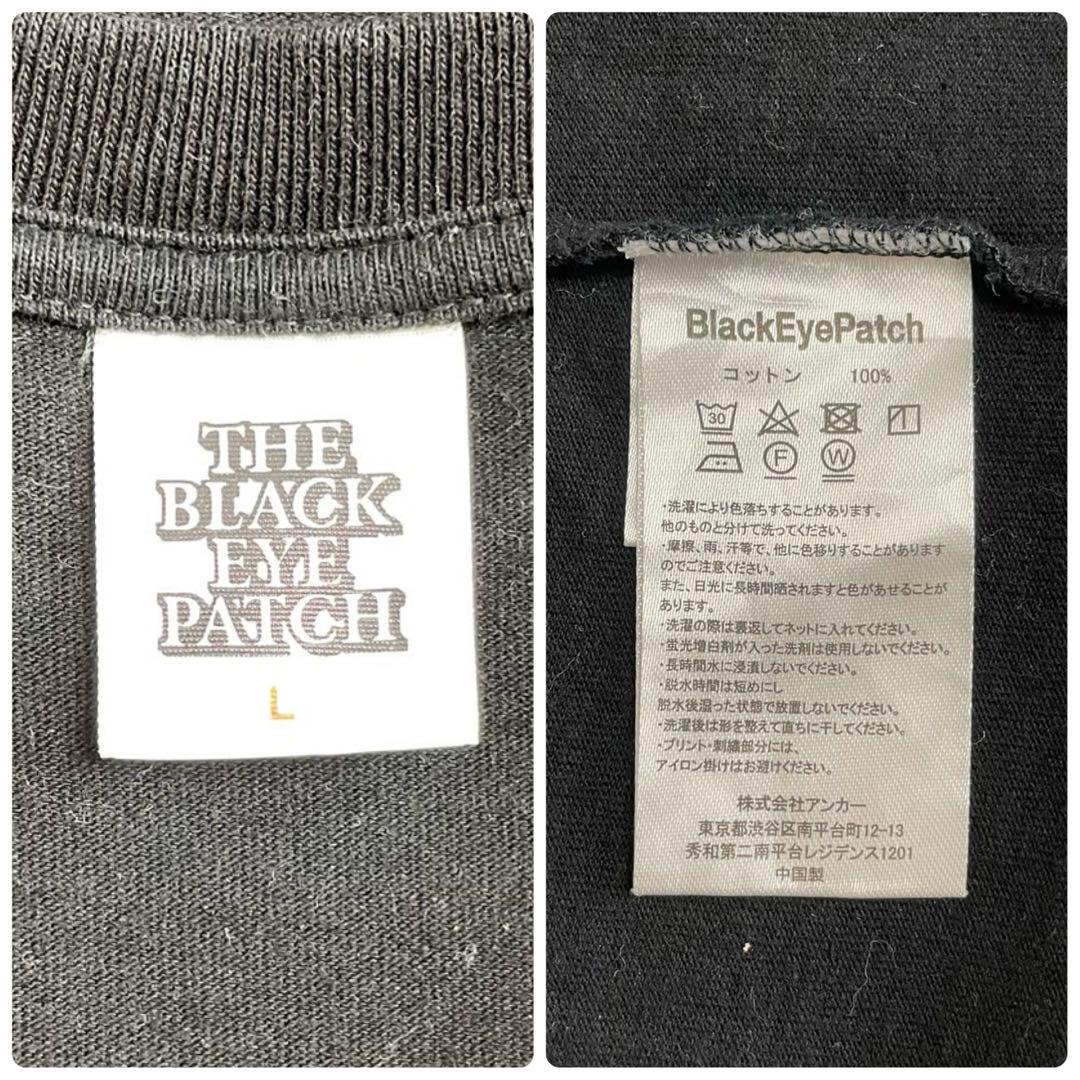 THE
BLACK
EYE
PATCH
L
BlackEyePatch
コットン 100%
30
F W
・洗濯により色落ちすることがあります。
他のものと分けて洗ってください。
・摩擦、雨、汗等で、他に色移りすることがあります
のでご注意ください。
また、日光に長時間晒されますと色があせることが
あります。
・洗濯の際は裏返してネットに入れてください。
・蛍光増白剤が入った洗剤は使用しないでください。
・長時間水に浸漬しないでください。
・脱水時間は短めにし
脱水後湿った状態で放置しないでください。
・洗濯後は形を整えて直ちに干してください。
・プリント・刺繍部分には、
アイロン掛けはお避けください。
株式会社アンカー
東京都渋谷区南平台町12-13
秀和第二南平台レジデンス1201
中国製